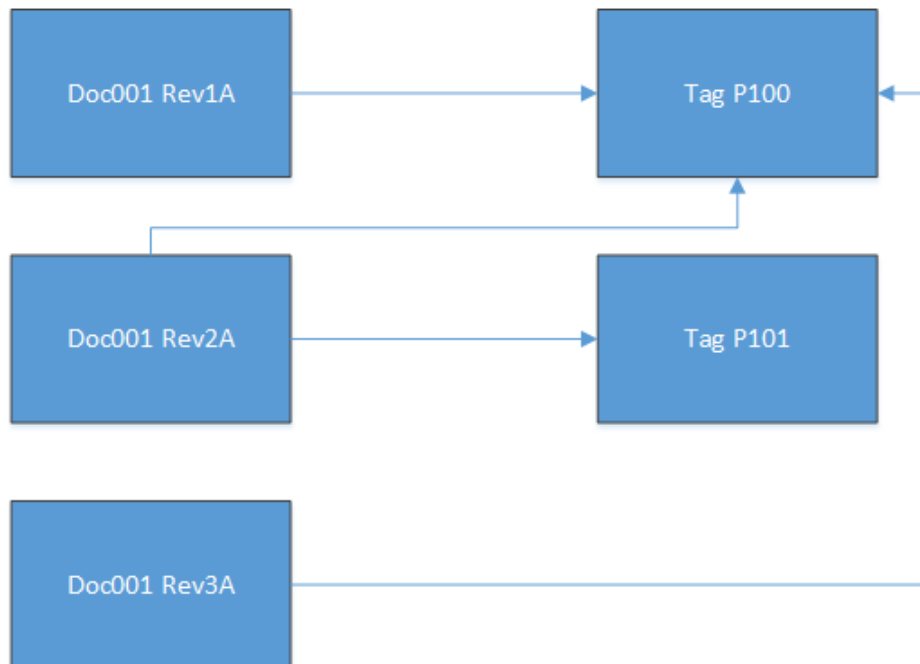 Doc001 Rev1A
Tag P100
Doc001 Rev2A
Tag P101
Doc001 Rev3A